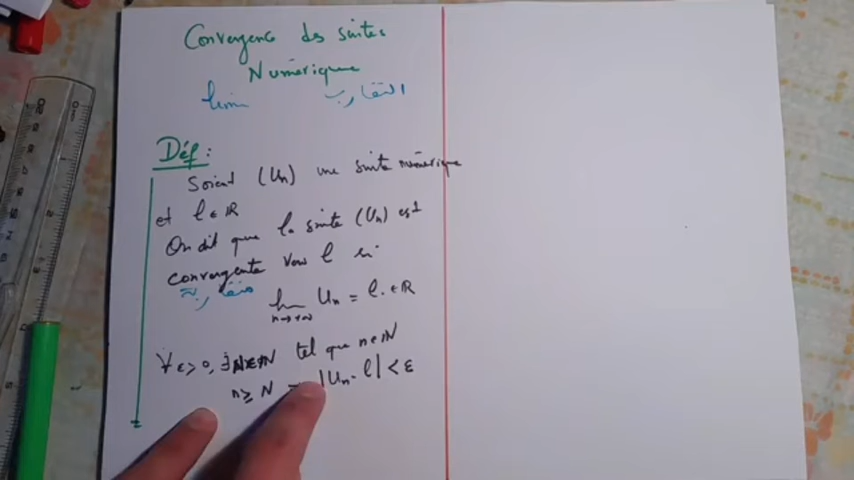 Convergence des suites
Numérique
lim التقارب
Déf:
Soient (Un) une suite numérique
et l ∈ ℝ
On dit que la suite (Un) est
convergente vers l si
متقاربة
lim Un = l ∈ ℝ
n→+∞
∀ε>0, ∃N∈ℕ tel que n∈ℕ
n ≥ N |Un - l| < ε